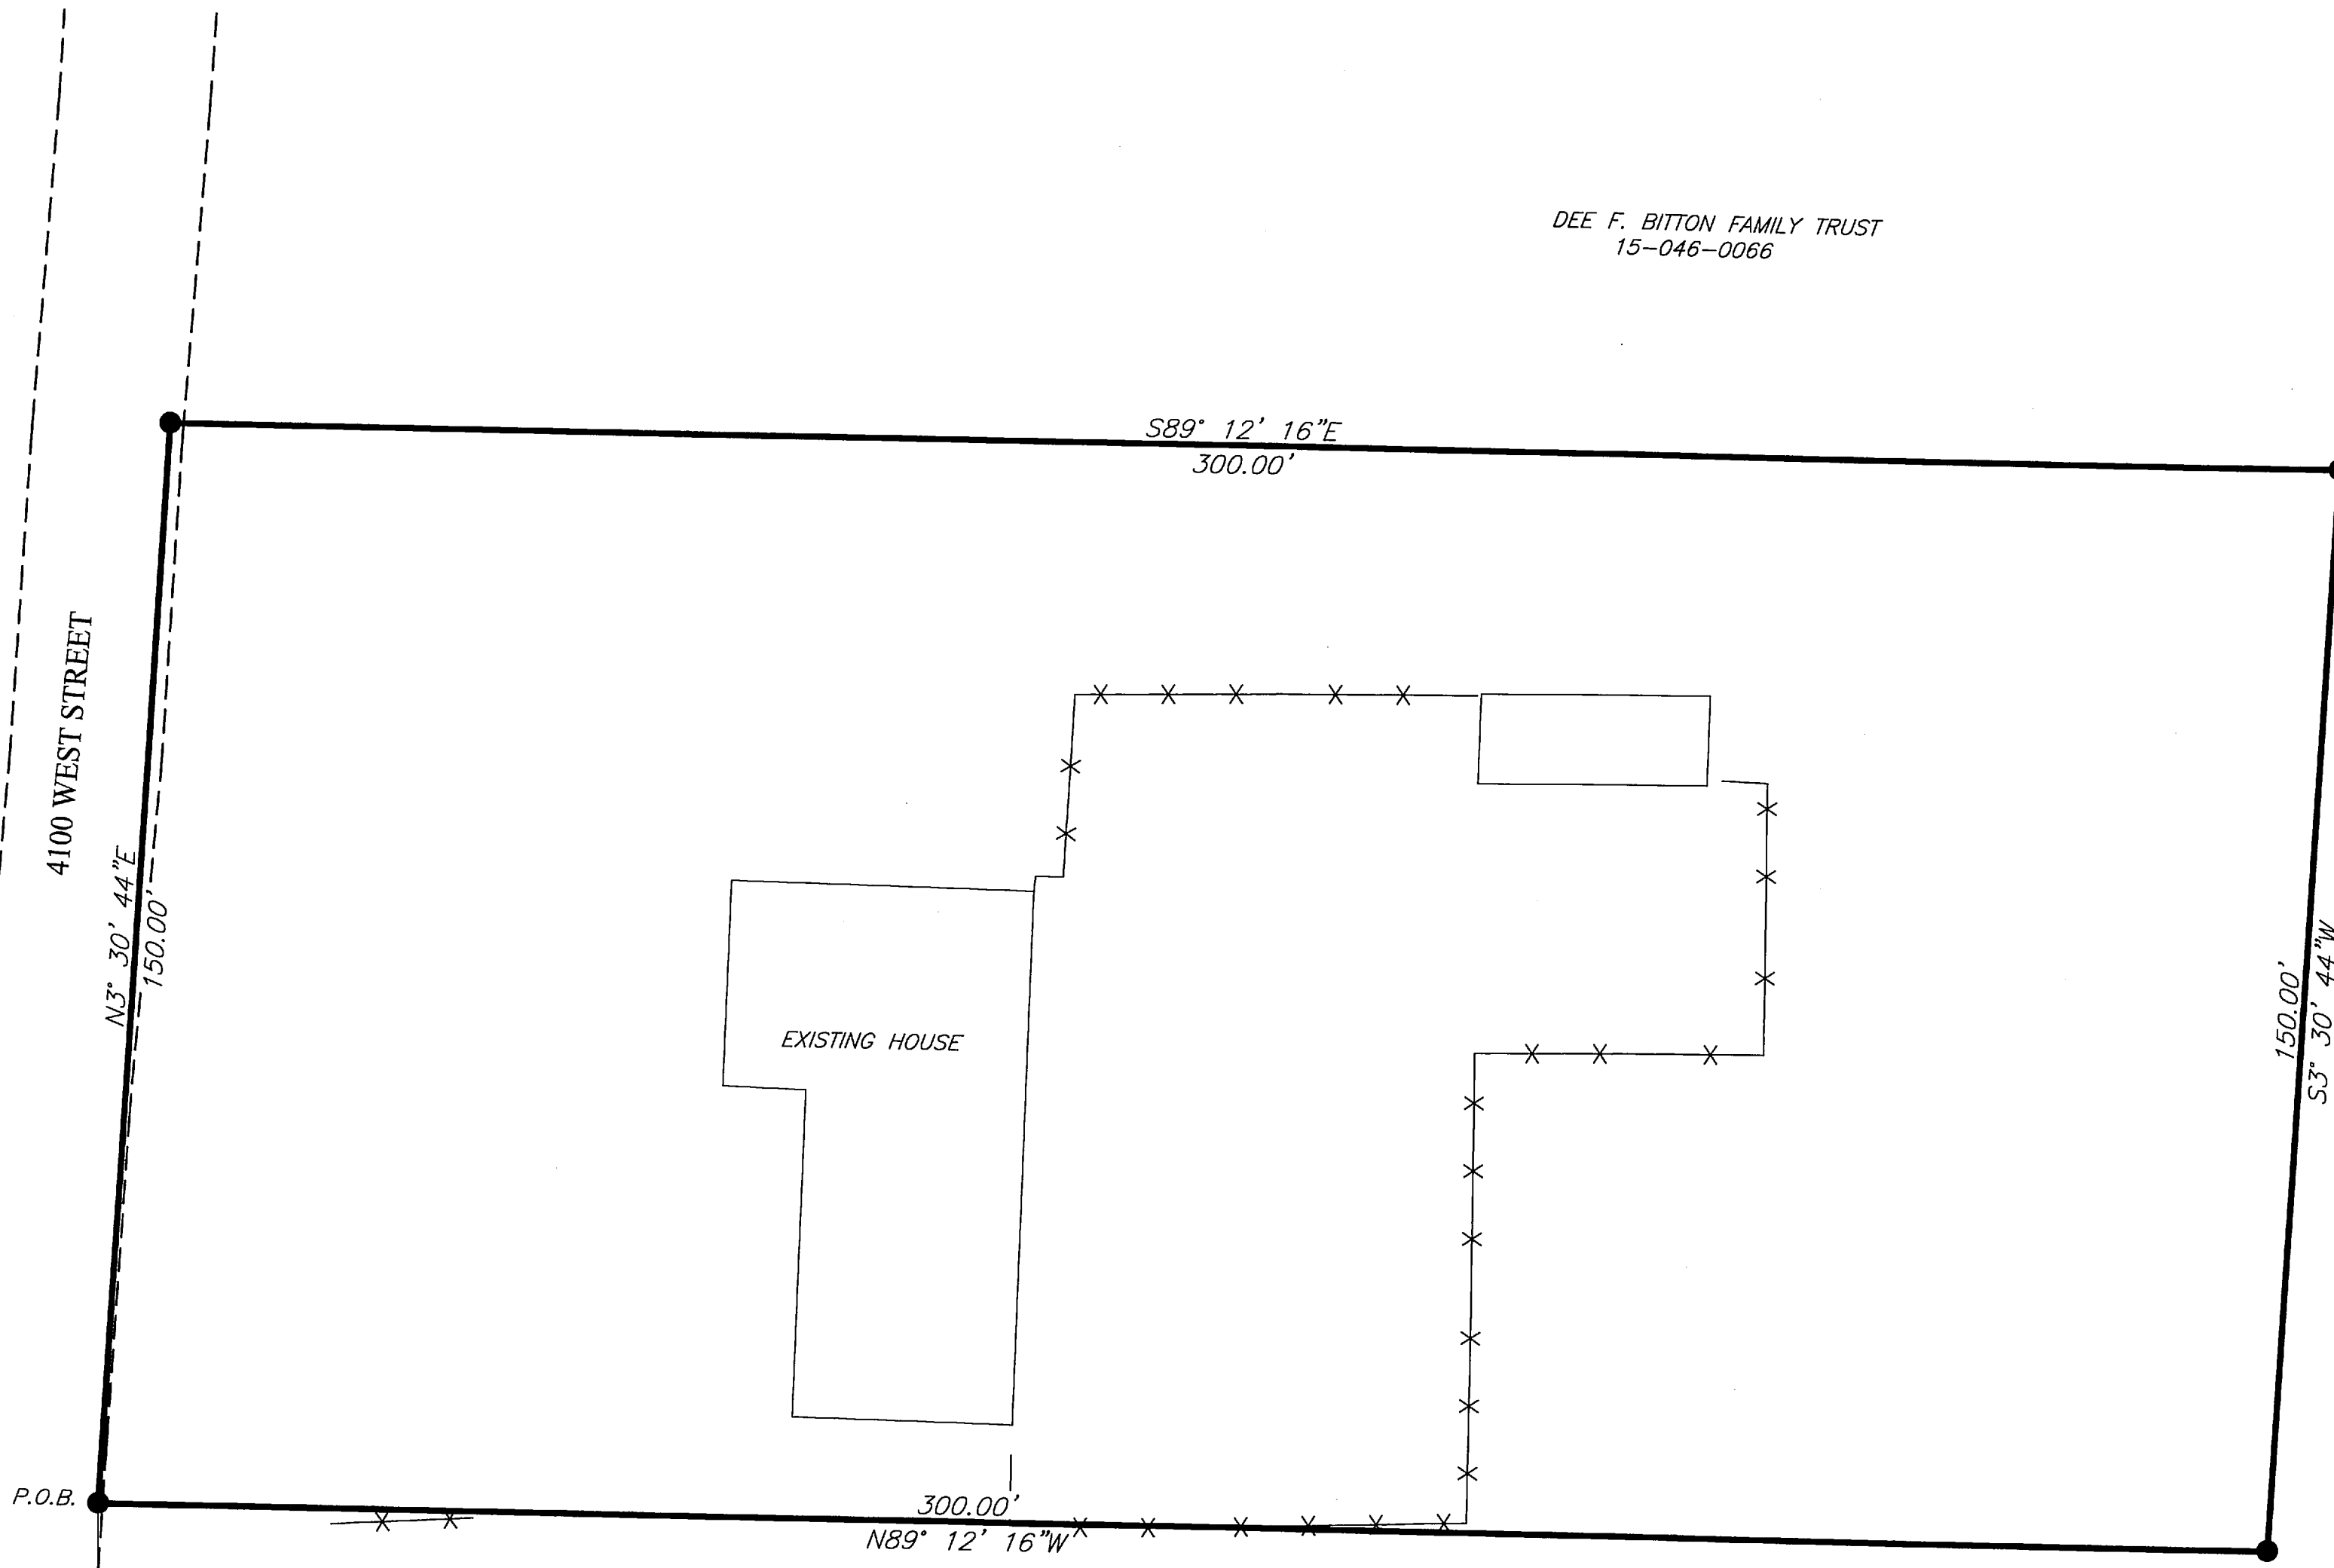 DEE F. BITTON FAMILY TRUST
15-046-0066
S89° 12' 16"E
300.00'
4100 WEST STREET
N3° 30' 44"E
150.00'
EXISTING HOUSE
150.00'
S3° 30' 44"W
P.O.B.
300.00'
N89° 12' 16"W